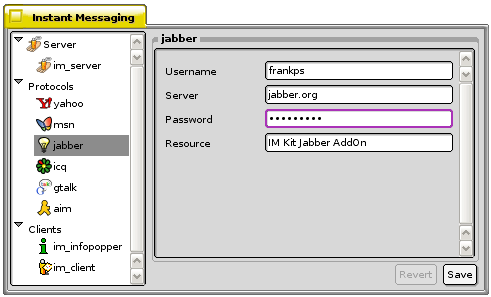 Instant Messaging
Server
im_server
Protocols
yahoo
msn
jabber
icq
gtalk
aim
Clients
im_infopopper
im_client
jabber
Username
frankps
Server
jabber.org
Password
•••••••••
Resource
IM Kit Jabber AddOn
Revert
Save